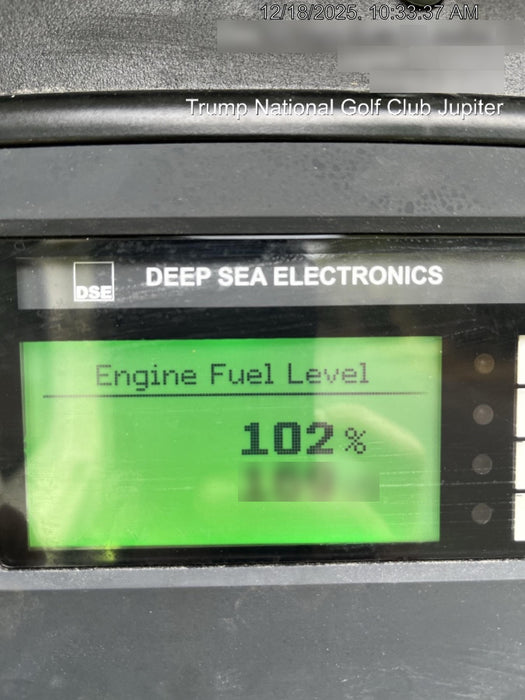 12/18/2025. 10:33:37 AM
Trump National Golf Club Jupiter
DSE
DEEP SEA ELECTRONICS
Engine Fuel Level
102%